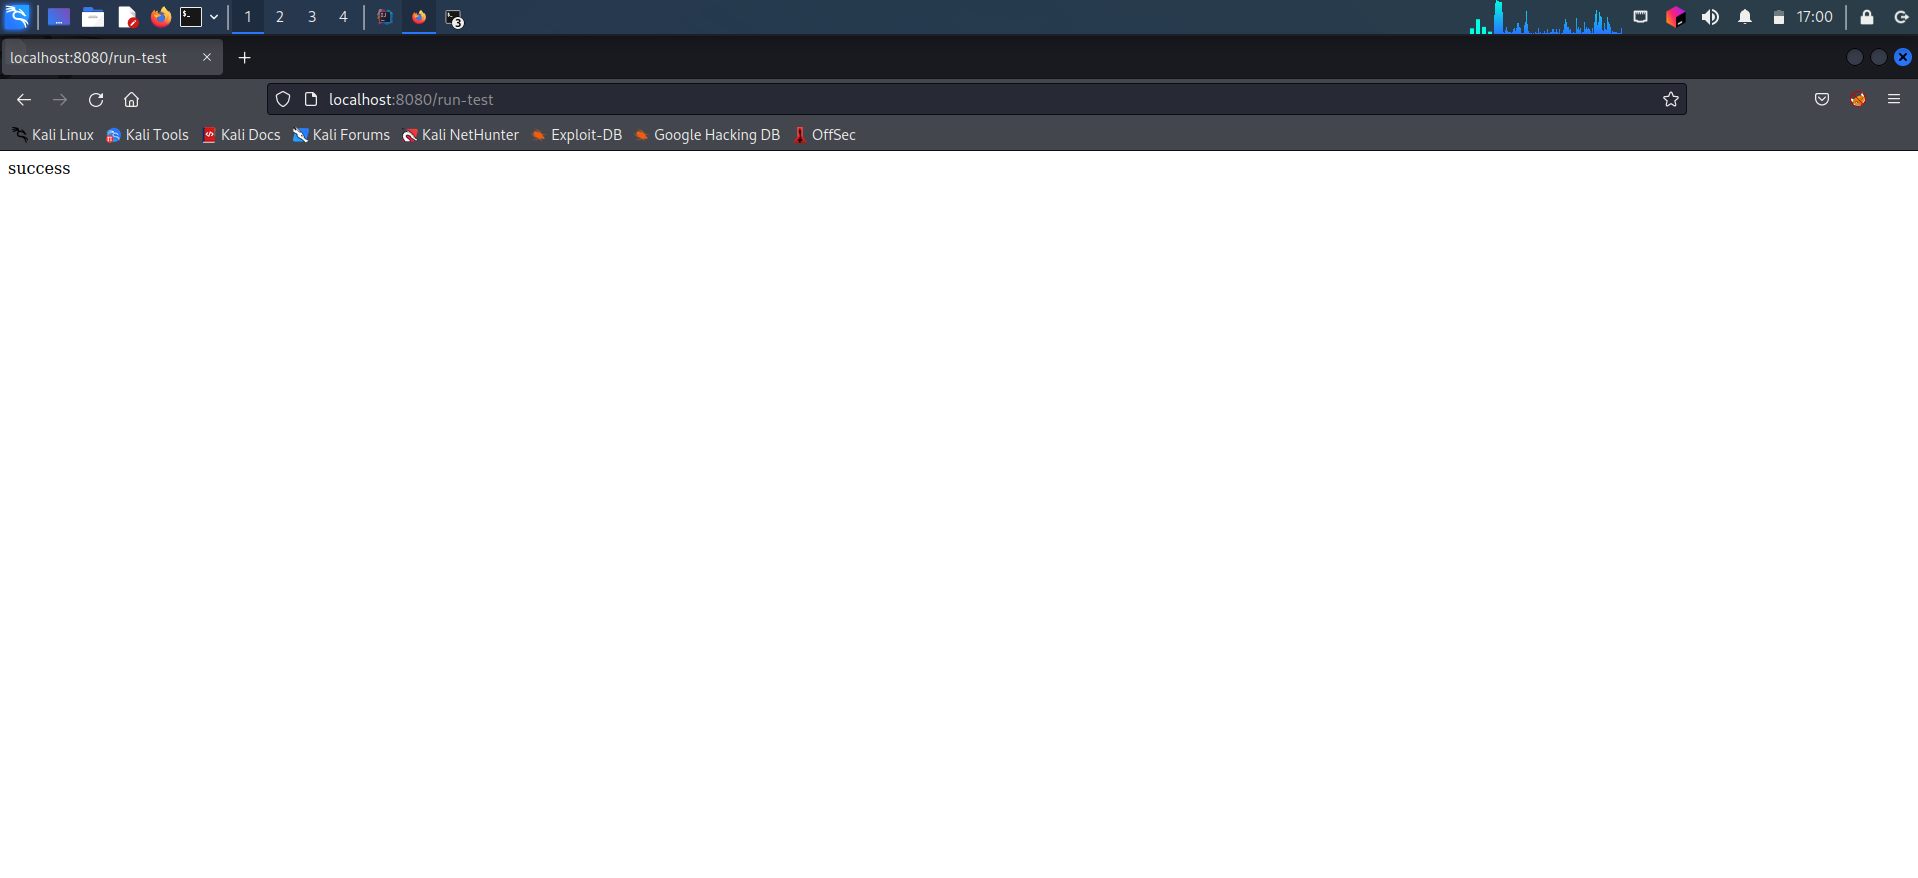 1 2 3 4 3 17:00
localhost:8080/run-test
localhost:8080/run-test
Kali Linux Kali Tools Kali Docs Kali Forums Kali NetHunter Exploit-DB Google Hacking DB OffSec
success